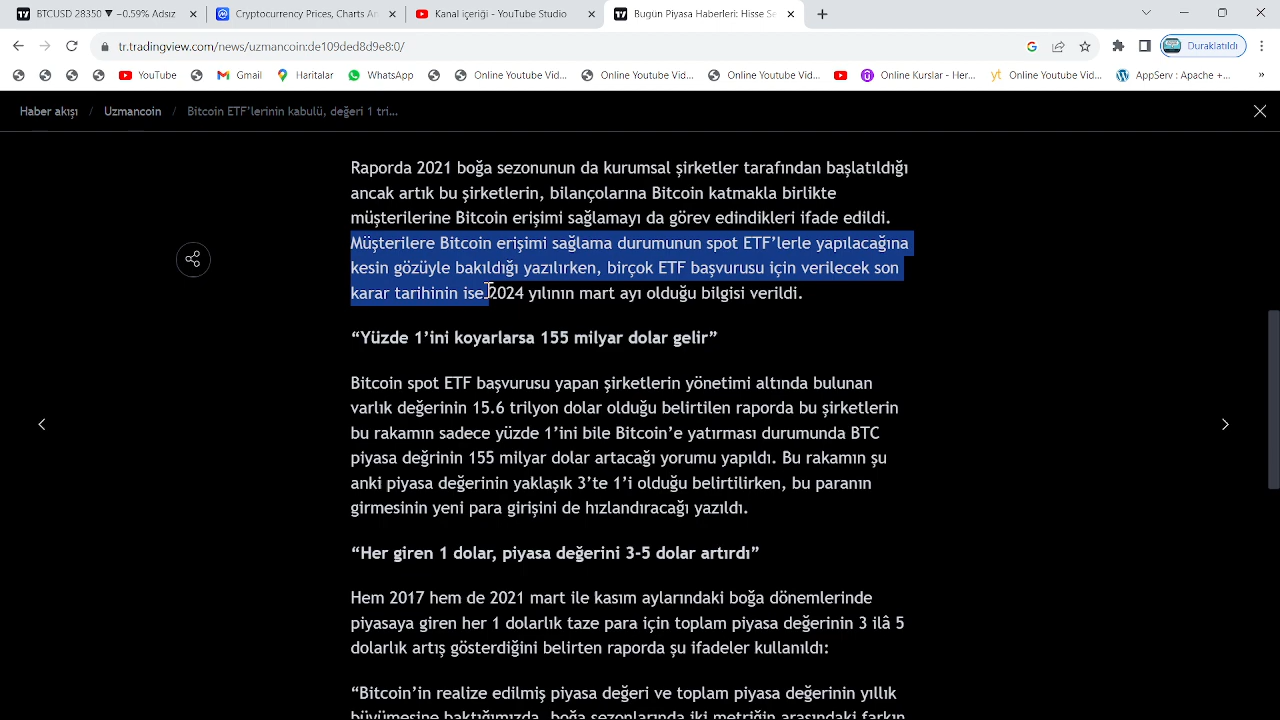 BTCUSD 28350 ▼ −0.59% Adsız
Cryptocurrency Prices, Charts An
Kanal içeriği - YouTube Studio
Bugün Piyasa Haberleri: Hisse Se
tr.tradingview.com/news/uzmancoin:de109ded8d9e8:0/
Duraklatıldı
YouTube
Gmail
Haritalar
WhatsApp
Online Youtube Vid...
Online Youtube Vid...
Online Youtube Vid...
Online Kurslar - Her...
Online Youtube Vid...
AppServ : Apache +...
Haber akışı / Uzmancoin / Bitcoin ETF’lerinin kabulü, değeri 1 tri...
Raporda 2021 boğa sezonunun da kurumsal şirketler tarafından başlatıldığı
ancak artık bu şirketlerin, bilançolarına Bitcoin katmakla birlikte
müşterilerine Bitcoin erişimi sağlamayı da görev edindikleri ifade edildi.
Müşterilere Bitcoin erişimi sağlama durumunun spot ETF’lerle yapılacağına
kesin gözüyle bakıldığı yazılırken, birçok ETF başvurusu için verilecek son
karar tarihinin ise 2024 yılının mart ayı olduğu bilgisi verildi.
“Yüzde 1’ini koyarlarsa 155 milyar dolar gelir”
Bitcoin spot ETF başvurusu yapan şirketlerin yönetimi altında bulunan
varlık değerinin 15.6 trilyon dolar olduğu belirtilen raporda bu şirketlerin
bu rakamın sadece yüzde 1’ini bile Bitcoin’e yatırması durumunda BTC
piyasa değrinin 155 milyar dolar artacağı yorumu yapıldı. Bu rakamın şu
anki piyasa değerinin yaklaşık 3’te 1’i olduğu belirtilirken, bu paranın
girmesinin yeni para girişini de hızlandıracağı yazıldı.
“Her giren 1 dolar, piyasa değerini 3-5 dolar artırdı”
Hem 2017 hem de 2021 mart ile kasım aylarındaki boğa dönemlerinde
piyasaya giren her 1 dolarlık taze para için toplam piyasa değerinin 3 ilâ 5
dolarlık artış gösterdiğini belirten raporda şu ifadeler kullanıldı:
“Bitcoin’in realize edilmiş piyasa değeri ve toplam piyasa değerinin yıllık
büyümesine baktığımızda, boğa sezonlarında iki metriğin arasındaki farkın